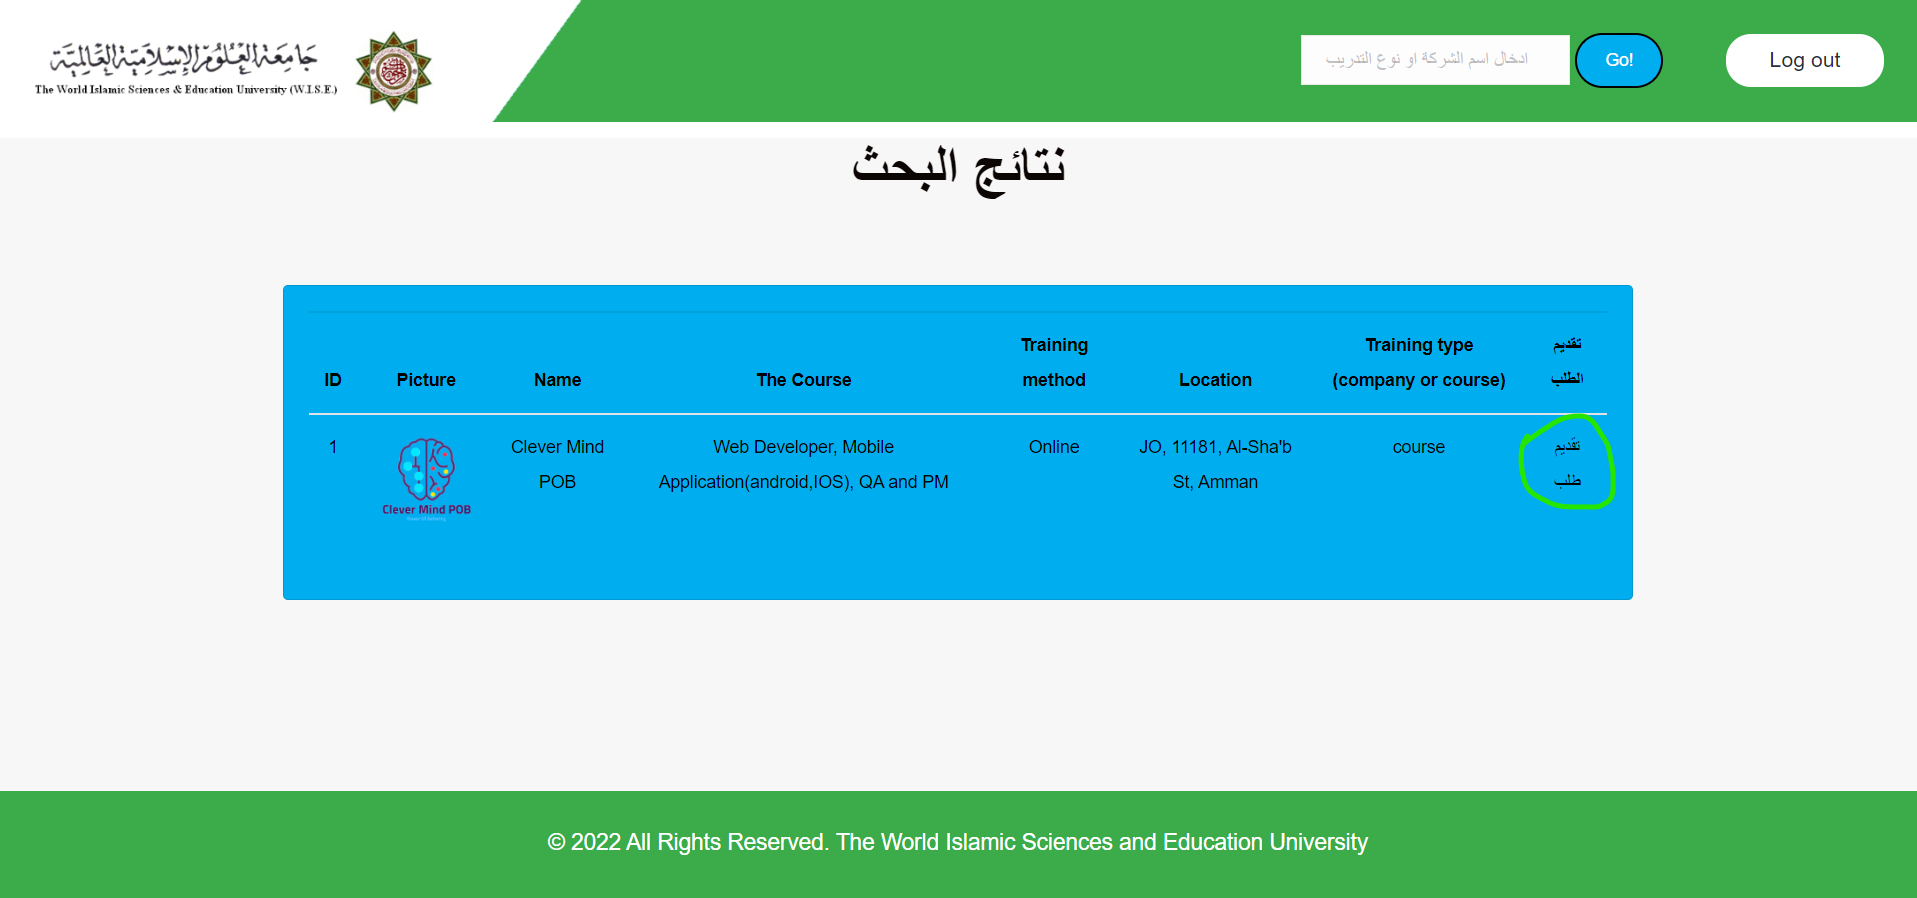 جامعة العلوم الإسلامية العالمية
The World Islamic Sciences & Education University (W.I.S.E.)
ادخال اسم الشركة او نوع التدريب
Go!
Log out
نتائج البحث
ID
Picture
Name
The Course
Training
method
Location
Training type
(company or course)
تقديم
الطلب
1
Clever Mind POB
Clever Mind
POB
Web Developer, Mobile
Application(android,IOS), QA and PM
Online
JO, 11181, Al-Sha'b
St, Amman
course
تقديم
طلب
© 2022 All Rights Reserved. The World Islamic Sciences and Education University